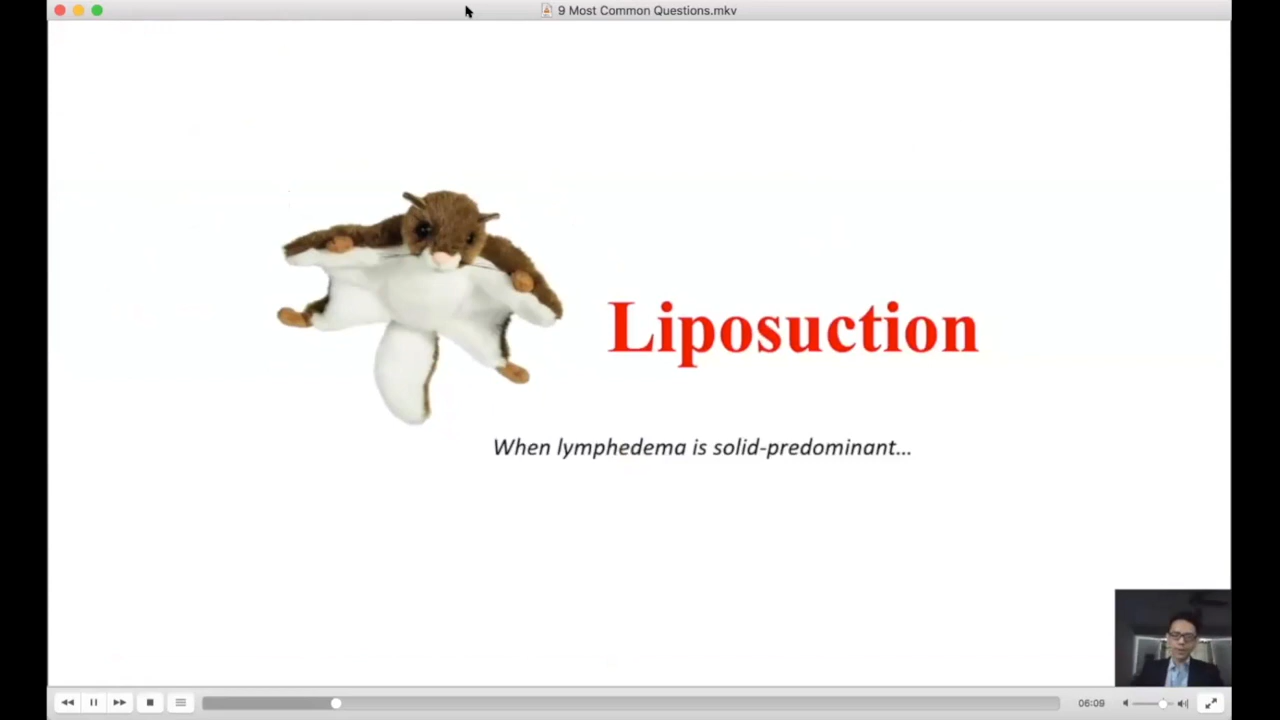 9 Most Common Questions.mkv
Liposuction
When lymphedema is solid-predominant...
06:09